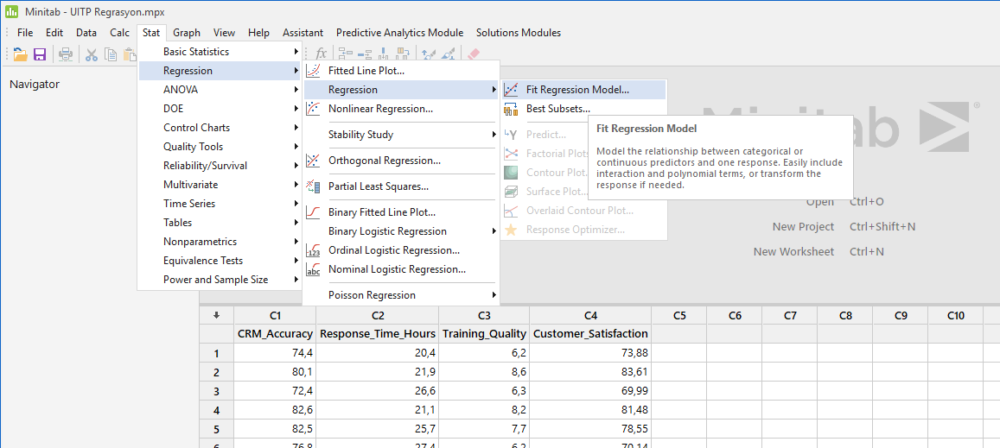 Minitab - UITP Regrasyon.mpx
File Edit Data Calc Stat Graph View Help Assistant Predictive Analytics Module Solutions Modules
fx
Navigator
Basic Statistics
Regression
ANOVA
DOE
Control Charts
Quality Tools
Reliability/Survival
Multivariate
Time Series
Tables
Nonparametrics
Equivalence Tests
Power and Sample Size
Fitted Line Plot...
Regression
Nonlinear Regression...
Stability Study
Orthogonal Regression...
Partial Least Squares...
Binary Fitted Line Plot...
Binary Logistic Regression
123
Ordinal Logistic Regression...
abc
Nominal Logistic Regression...
Poisson Regression
Fit Regression Model...
Best Subsets...
Y Predict...
Factorial Plots
Contour Plot..
Surface Plot..
Overlaid Contour Plot...
Response Optimizer...
Minitab
®
Fit Regression Model
Model the relationship between categorical or
continuous predictors and one response. Easily include
interaction and polynomial terms, or transform the
response if needed.
Open Ctrl+O
New Project Ctrl+Shift+N
New Worksheet Ctrl+N
C1 C2 C3 C4 C5 C6 C7 C8 C9 C10
CRM_Accuracy Response_Time_Hours Training_Quality Customer_Satisfaction
1 74,4 20,4 6,2 73,88
2 80,1 21,9 8,6 83,61
3 72,4 26,6 6,3 69,99
4 82,6 21,1 8,2 81,48
5 82,5 25,7 7,7 78,55
6 76,8 27,4 6,2 70,14